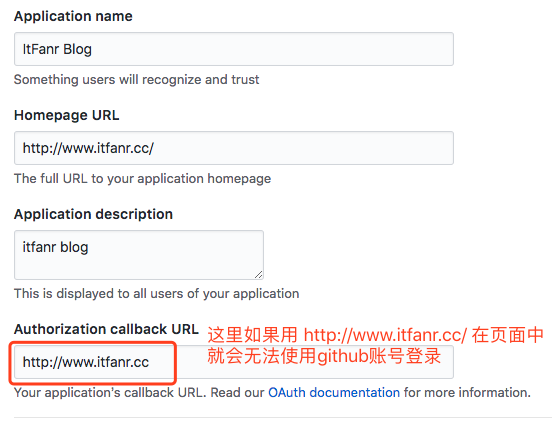 Application name
ItFanr Blog
Something users will recognize and trust
Homepage URL
http://www.itfanr.cc/
The full URL to your application homepage
Application description
itfanr blog
This is displayed to all users of your application
Authorization callback URL
这里如果用 http://www.itfanr.cc/ 在页面中
就会无法使用github账号登录
http://www.itfanr.cc
Your application's callback URL. Read our OAuth documentation for more information.